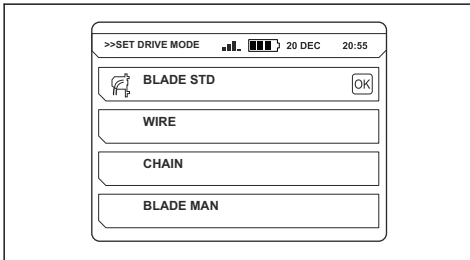 >>SET DRIVE MODE 20 DEC 20:55
BLADE STD OK
WIRE
CHAIN
BLADE MAN